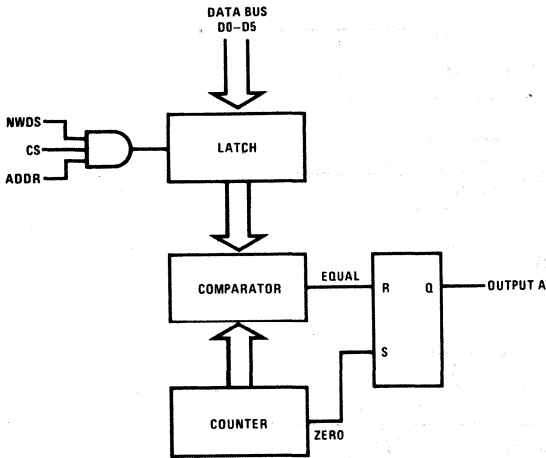 DATA BUS
D0–D5
NWDS
CS
ADDR
LATCH
COMPARATOR
EQUAL
R
Q
OUTPUT A
S
COUNTER
ZERO